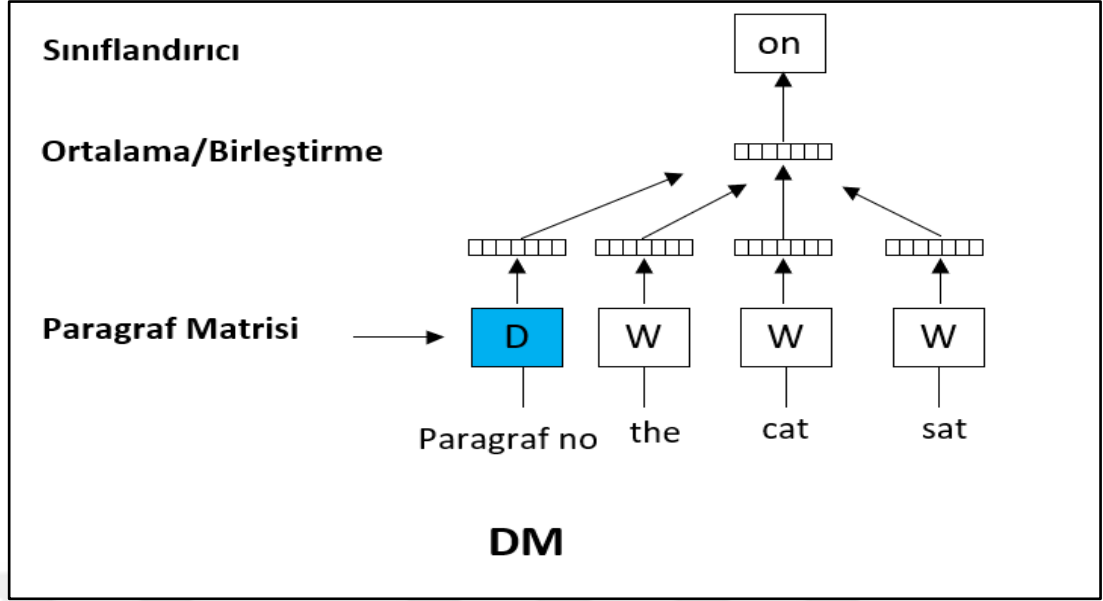 Sınıflandırıcı
on
Ortalama/Birleştirme
Paragraf Matrisi
D
W
W
W
Paragraf no
the
cat
sat
DM